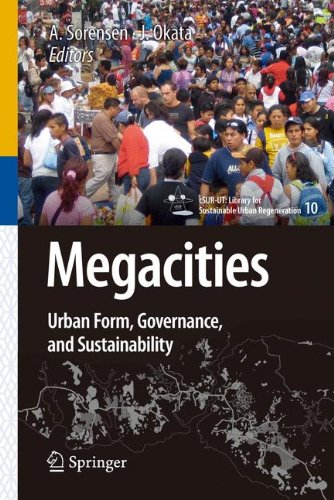 A. Sorensen · J. Okata
Editors
cSUR-UT: Library for
Sustainable Urban Regeneration 10
Megacities
Urban Form, Governance,
and Sustainability
Springer